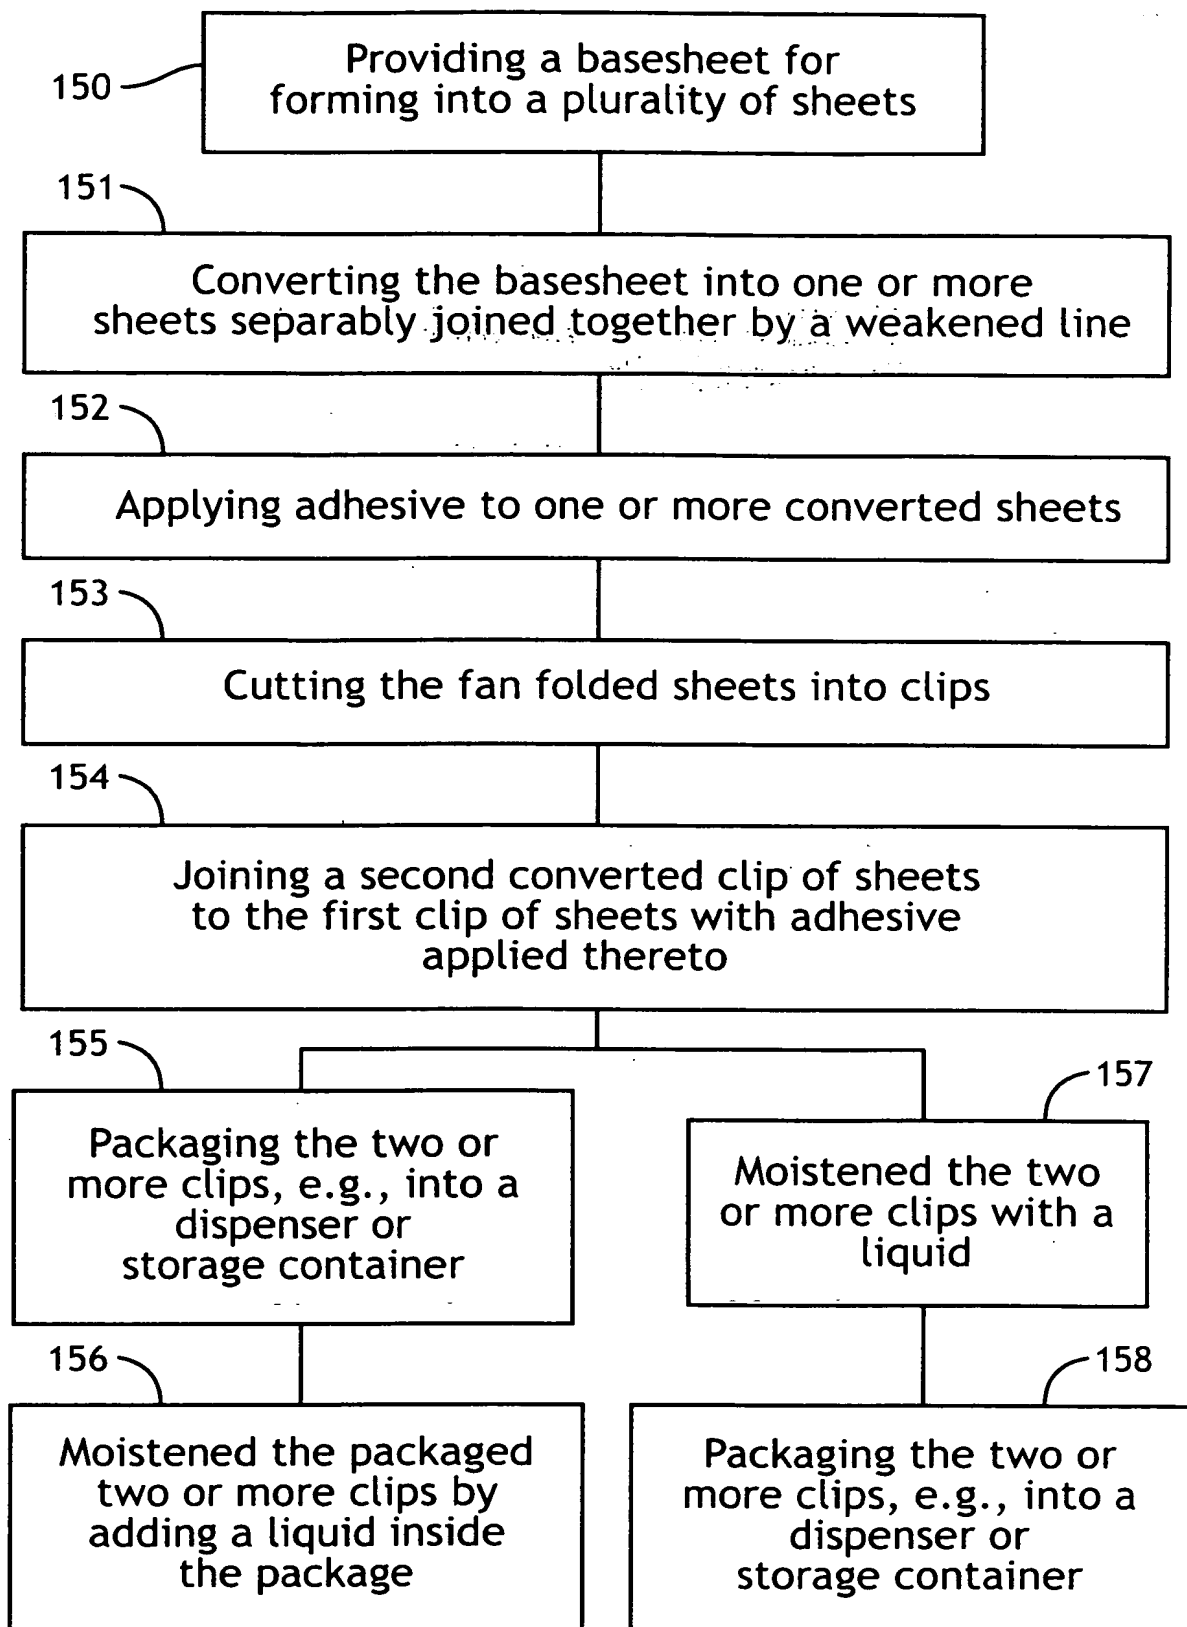 150
Providing a basesheet for
forming into a plurality of sheets
151
Converting the basesheet into one or more
sheets separably joined together by a weakened line
152
Applying adhesive to one or more converted sheets
153
Cutting the fan folded sheets into clips
154
Joining a second converted clip of sheets
to the first clip of sheets with adhesive
applied thereto
155
Packaging the two or
more clips, e.g., into a
dispenser or
storage container
157
Moistened the two
or more clips with a
liquid
156
Moistened the packaged
two or more clips by
adding a liquid inside
the package
158
Packaging the two or
more clips, e.g., into a
dispenser or
storage container